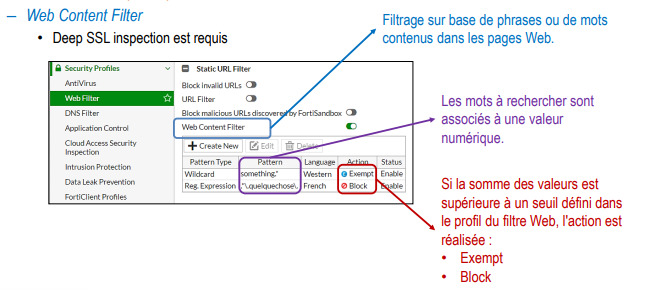 – Web Content Filter
• Deep SSL inspection est requis
Filtrage sur base de phrases ou de mots
contenus dans les pages Web.
Security Profiles
AntiVirus
Web Filter
DNS Filter
Application Control
Cloud Access Security
Inspection
Intrusion Protection
Data Leak Prevention
FortiClient Profiles
Static URL Filter
Block invalid URLs
URL Filter
Block malicious URLs discovered by FortiSandbox
Web Content Filter
+ Create New Edit Delete
Pattern Type Pattern Language Action Status
Wildcard something* Western Exempt Enable
Reg. Expression .*\.quelquechose\. French Block Enable
Les mots à rechercher sont
associés à une valeur
numérique.
Si la somme des valeurs est
supérieure à un seuil défini dans
le profil du filtre Web, l'action est
réalisée :
• Exempt
• Block